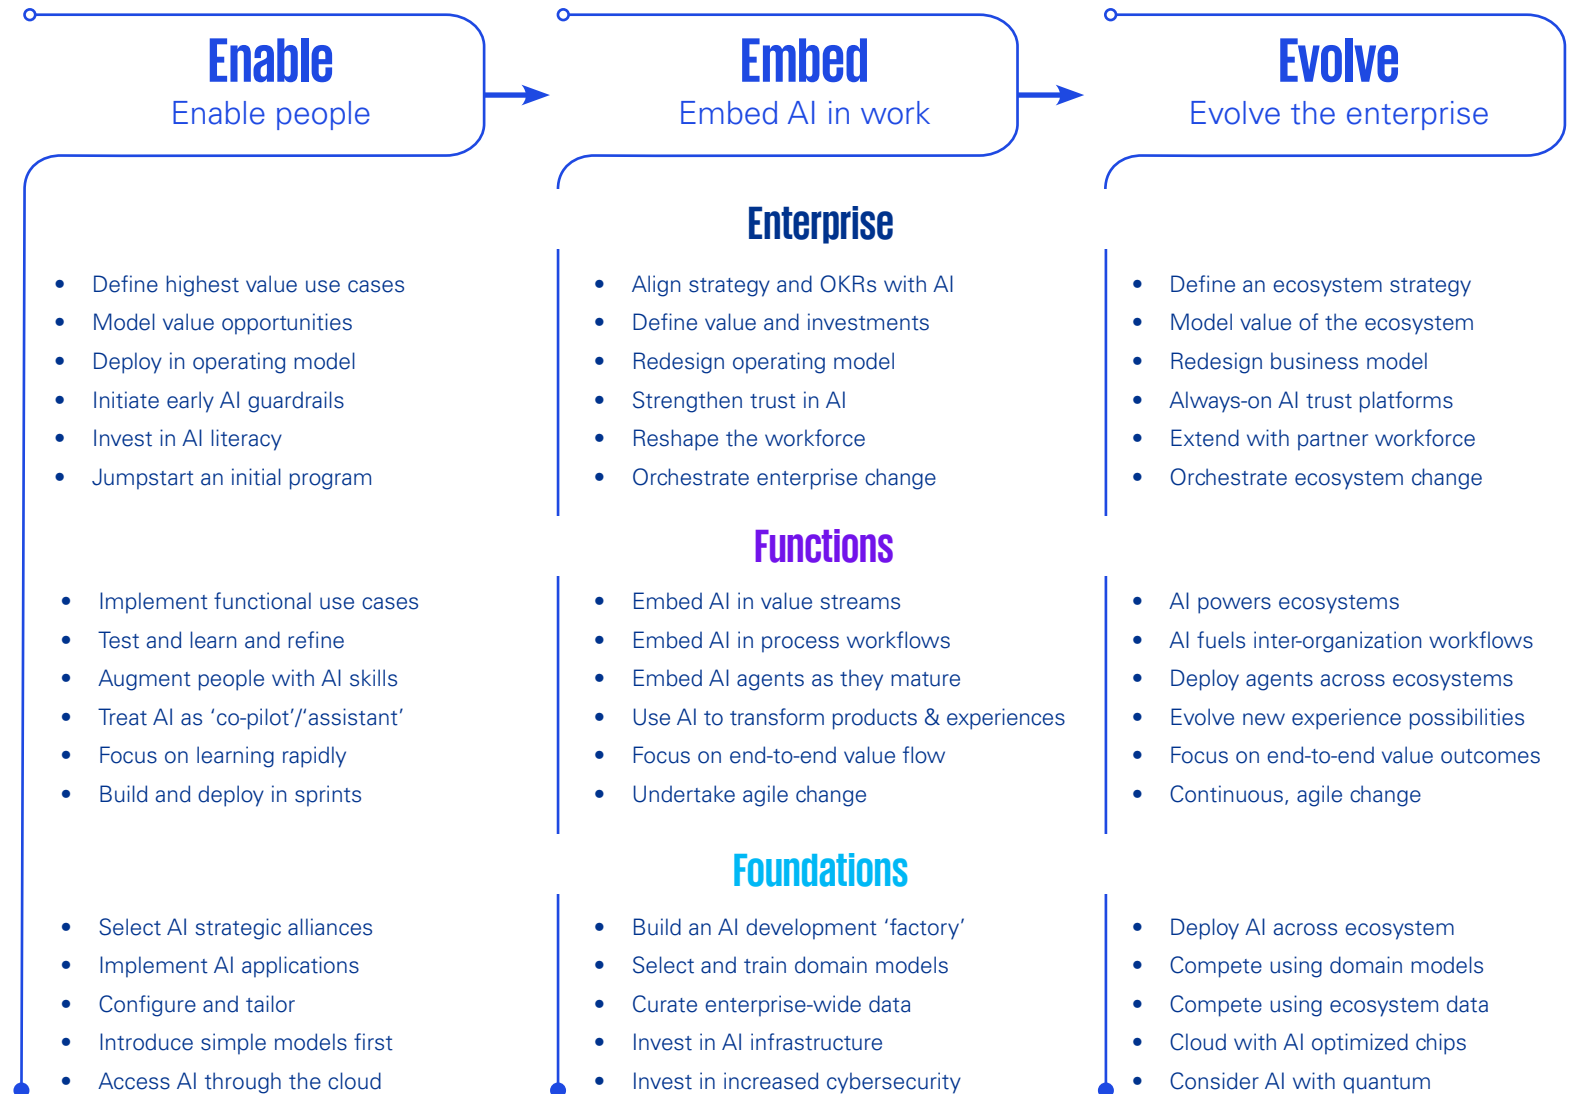 Enable
Enable people
Embed
Embed AI in work
Evolve
Evolve the enterprise
Enterprise
• Define highest value use cases
• Model value opportunities
• Deploy in operating model
• Initiate early AI guardrails
• Invest in AI literacy
• Jumpstart an initial program
• Align strategy and OKRs with AI
• Define value and investments
• Redesign operating model
• Strengthen trust in AI
• Reshape the workforce
• Orchestrate enterprise change
• Define an ecosystem strategy
• Model value of the ecosystem
• Redesign business model
• Always-on AI trust platforms
• Extend with partner workforce
• Orchestrate ecosystem change
Functions
• Implement functional use cases
• Test and learn and refine
• Augment people with AI skills
• Treat AI as ‘co-pilot’/‘assistant’
• Focus on learning rapidly
• Build and deploy in sprints
• Embed AI in value streams
• Embed AI in process workflows
• Embed AI agents as they mature
• Use AI to transform products & experiences
• Focus on end-to-end value flow
• Undertake agile change
• AI powers ecosystems
• AI fuels inter-organization workflows
• Deploy agents across ecosystems
• Evolve new experience possibilities
• Focus on end-to-end value outcomes
• Continuous, agile change
Foundations
• Select AI strategic alliances
• Implement AI applications
• Configure and tailor
• Introduce simple models first
• Access AI through the cloud
• Build an AI development ‘factory’
• Select and train domain models
• Curate enterprise-wide data
• Invest in AI infrastructure
• Invest in increased cybersecurity
• Deploy AI across ecosystem
• Compete using domain models
• Compete using ecosystem data
• Cloud with AI optimized chips
• Consider AI with quantum